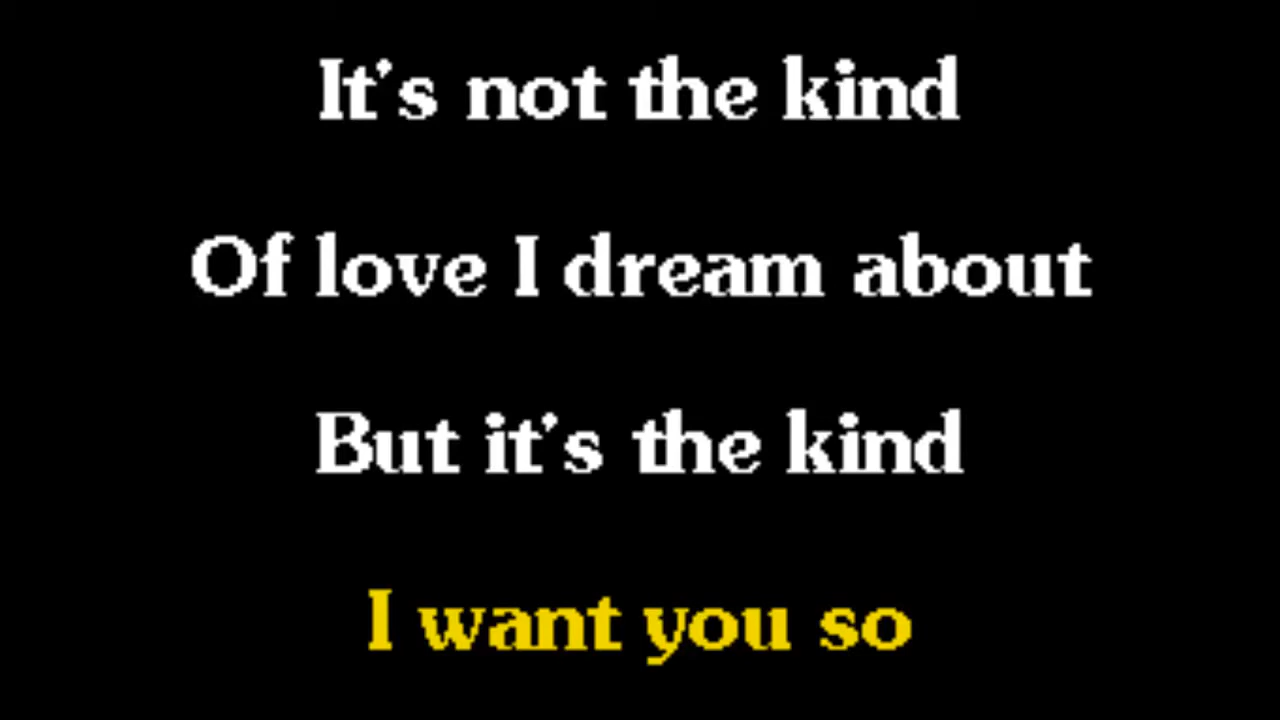 It's not the kind
Of love I dream about
But it's the kind
I want you so